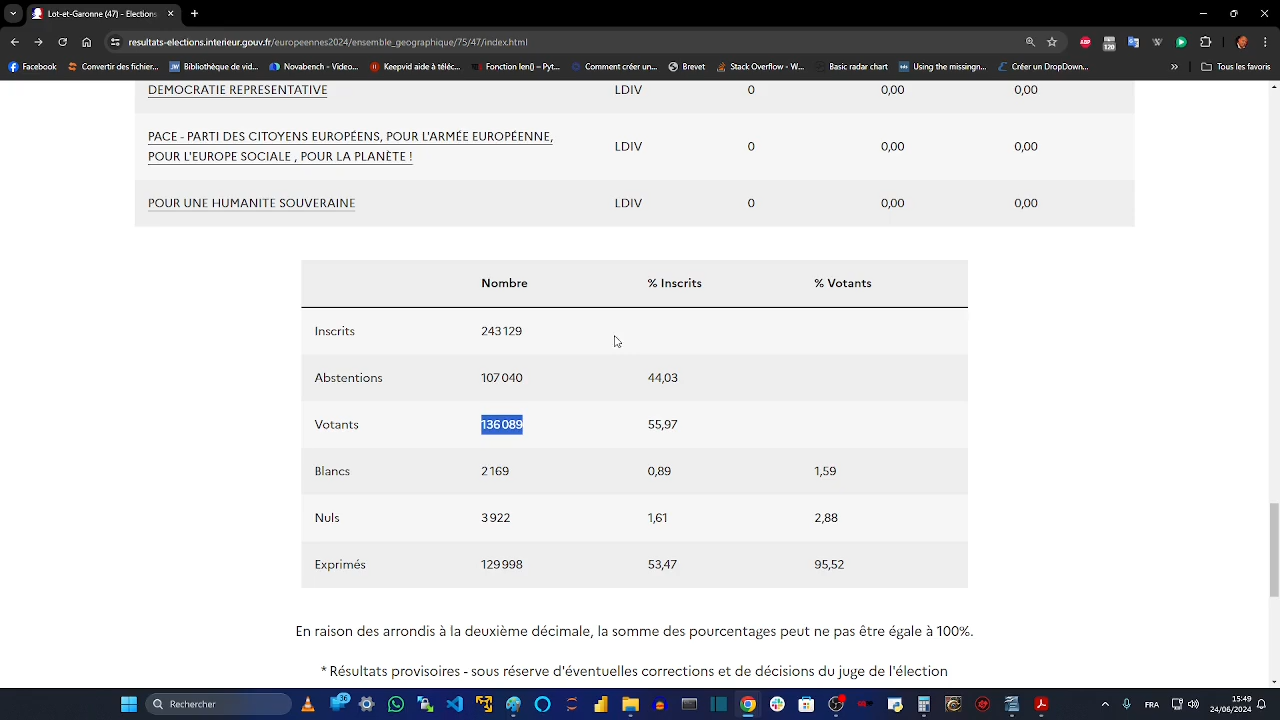 Lot-et-Garonne (47) - Elections
resultats-elections.interieur.gouv.fr/europeennes2024/ensemble_geographique/75/47/index.html
120
Facebook
Convertir des fichier...
Bibliothèque de vid...
Novabench - Video...
Keepvid aide à téléc...
Fonction len() – Pyt...
Comment créer un...
Brevet
Stack Overflow - W...
Basic radar chart
Using the missingn...
Créer un DropDown...
Tous les favoris
DEMOCRATIE REPRESENTATIVE LDIV 0 0,00 0,00
PACE - PARTI DES CITOYENS EUROPÉENS, POUR L'ARMÉE EUROPÉENNE,
POUR L'EUROPE SOCIALE , POUR LA PLANÈTE ! LDIV 0 0,00 0,00
POUR UNE HUMANITE SOUVERAINE LDIV 0 0,00 0,00
Nombre % Inscrits % Votants
Inscrits 243 129
Abstentions 107 040 44,03
Votants 136 089 55,97
Blancs 2 169 0,89 1,59
Nuls 3 922 1,61 2,88
Exprimés 129 998 53,47 95,52
En raison des arrondis à la deuxième décimale, la somme des pourcentages peut ne pas être égale à 100%.
* Résultats provisoires - sous réserve d'éventuelles corrections et de décisions du juge de l'élection
Rechercher
FRA
15:49
24/06/2024